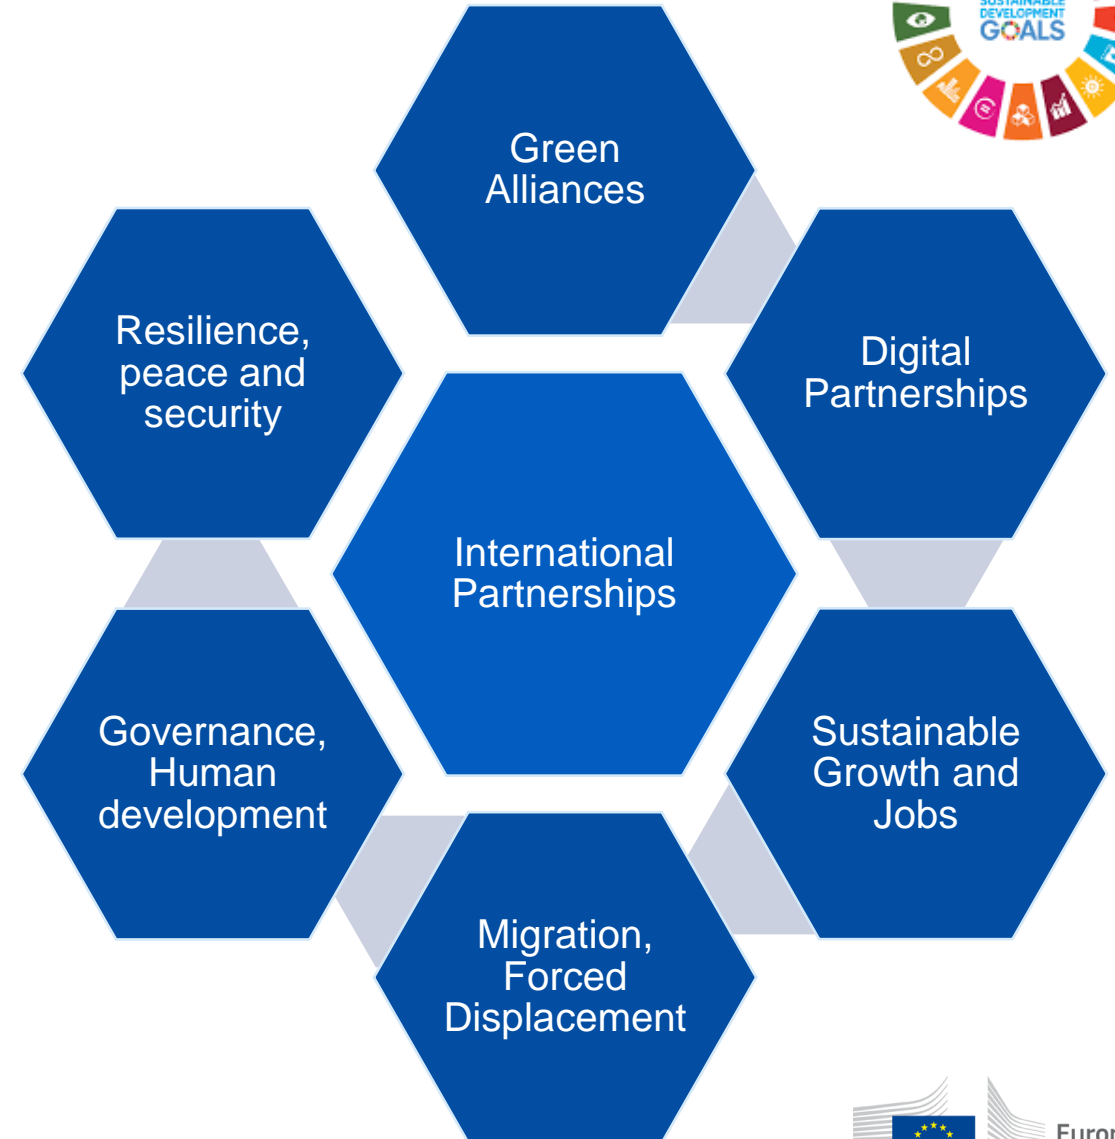 DEVELOPMENT
GOALS
Green
Alliances
Resilience,
peace and
security
Digital
Partnerships
International
Partnerships
Governance,
Human
development
Sustainable
Growth and
Jobs
Migration,
Forced
Displacement